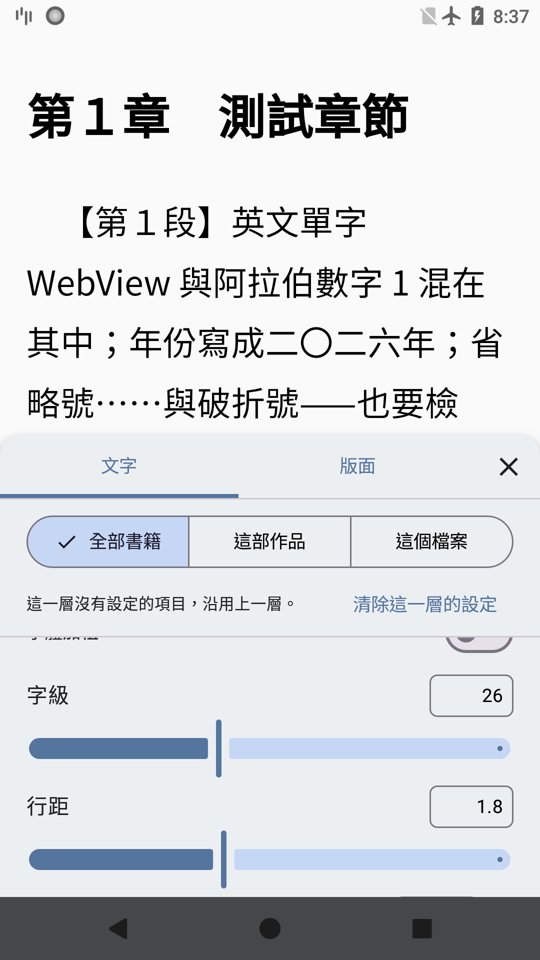 8:37
第１章　測試章節
【第１段】英文單字
WebView 與阿拉伯數字 1 混在
其中；年份寫成二〇二六年；省
略號⋯⋯與破折號——也要檢
文字 版面
全部書籍 這部作品 這個檔案
這一層沒有設定的項目，沿用上一層。 清除這一層的設定
字級 26
行距 1.8